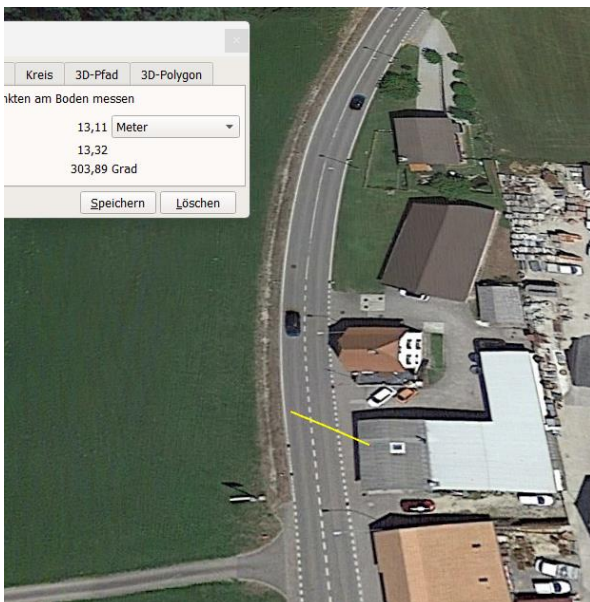 Kreis 3D-Pfad 3D-Polygon
nkten am Boden messen
13,11 Meter
13,32
303,89 Grad
Speichern Löschen